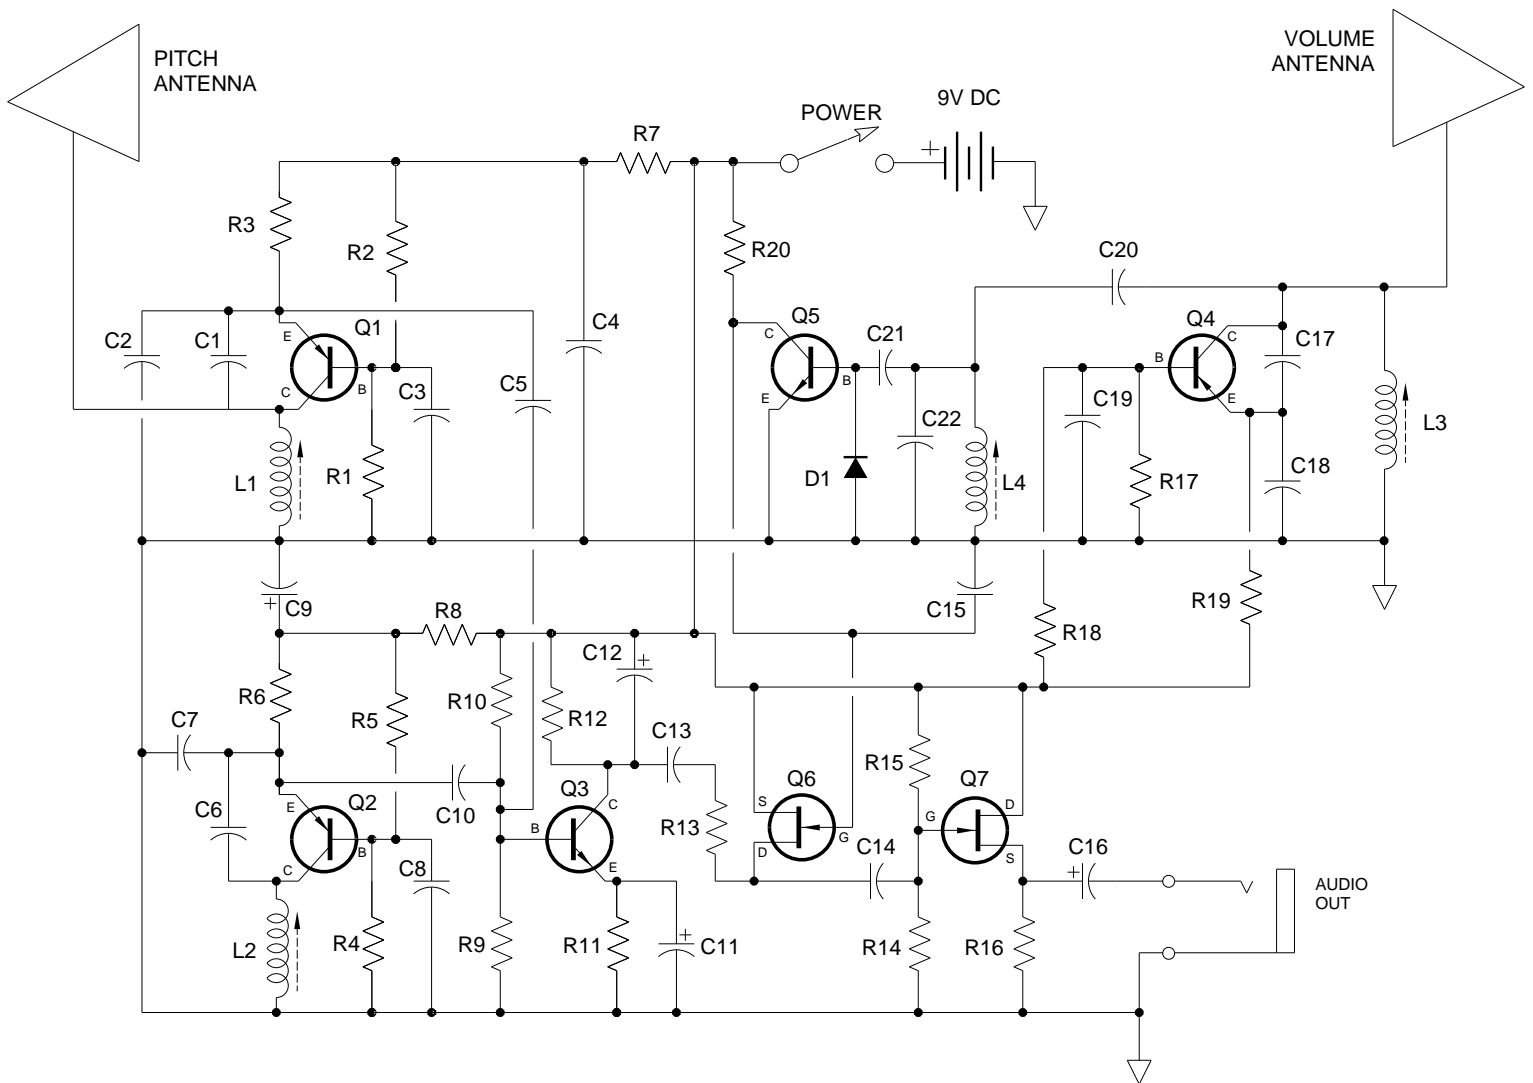 PITCH
ANTENNA
VOLUME
ANTENNA
9V DC
POWER
+
R7
R3
R2
R20
C20
C2
C1
E
Q1
C4
C
Q5
C21
Q4
C
C17
C
B
C3
C5
E
B
B
E
C19
C22
L3
L1
R1
D1
L4
R17
C18
+
C9
R8
C15
R18
R19
C12
+
R6
R5
R10
R12
C7
C13
R15
C6
E
Q2
C10
Q3
C
R13
S
Q6
Q7
D
B
B
G
G
C
C8
E
D
C14
S
C16
+
AUDIO
OUT
L2
R4
R9
R11
+
C11
R14
R16